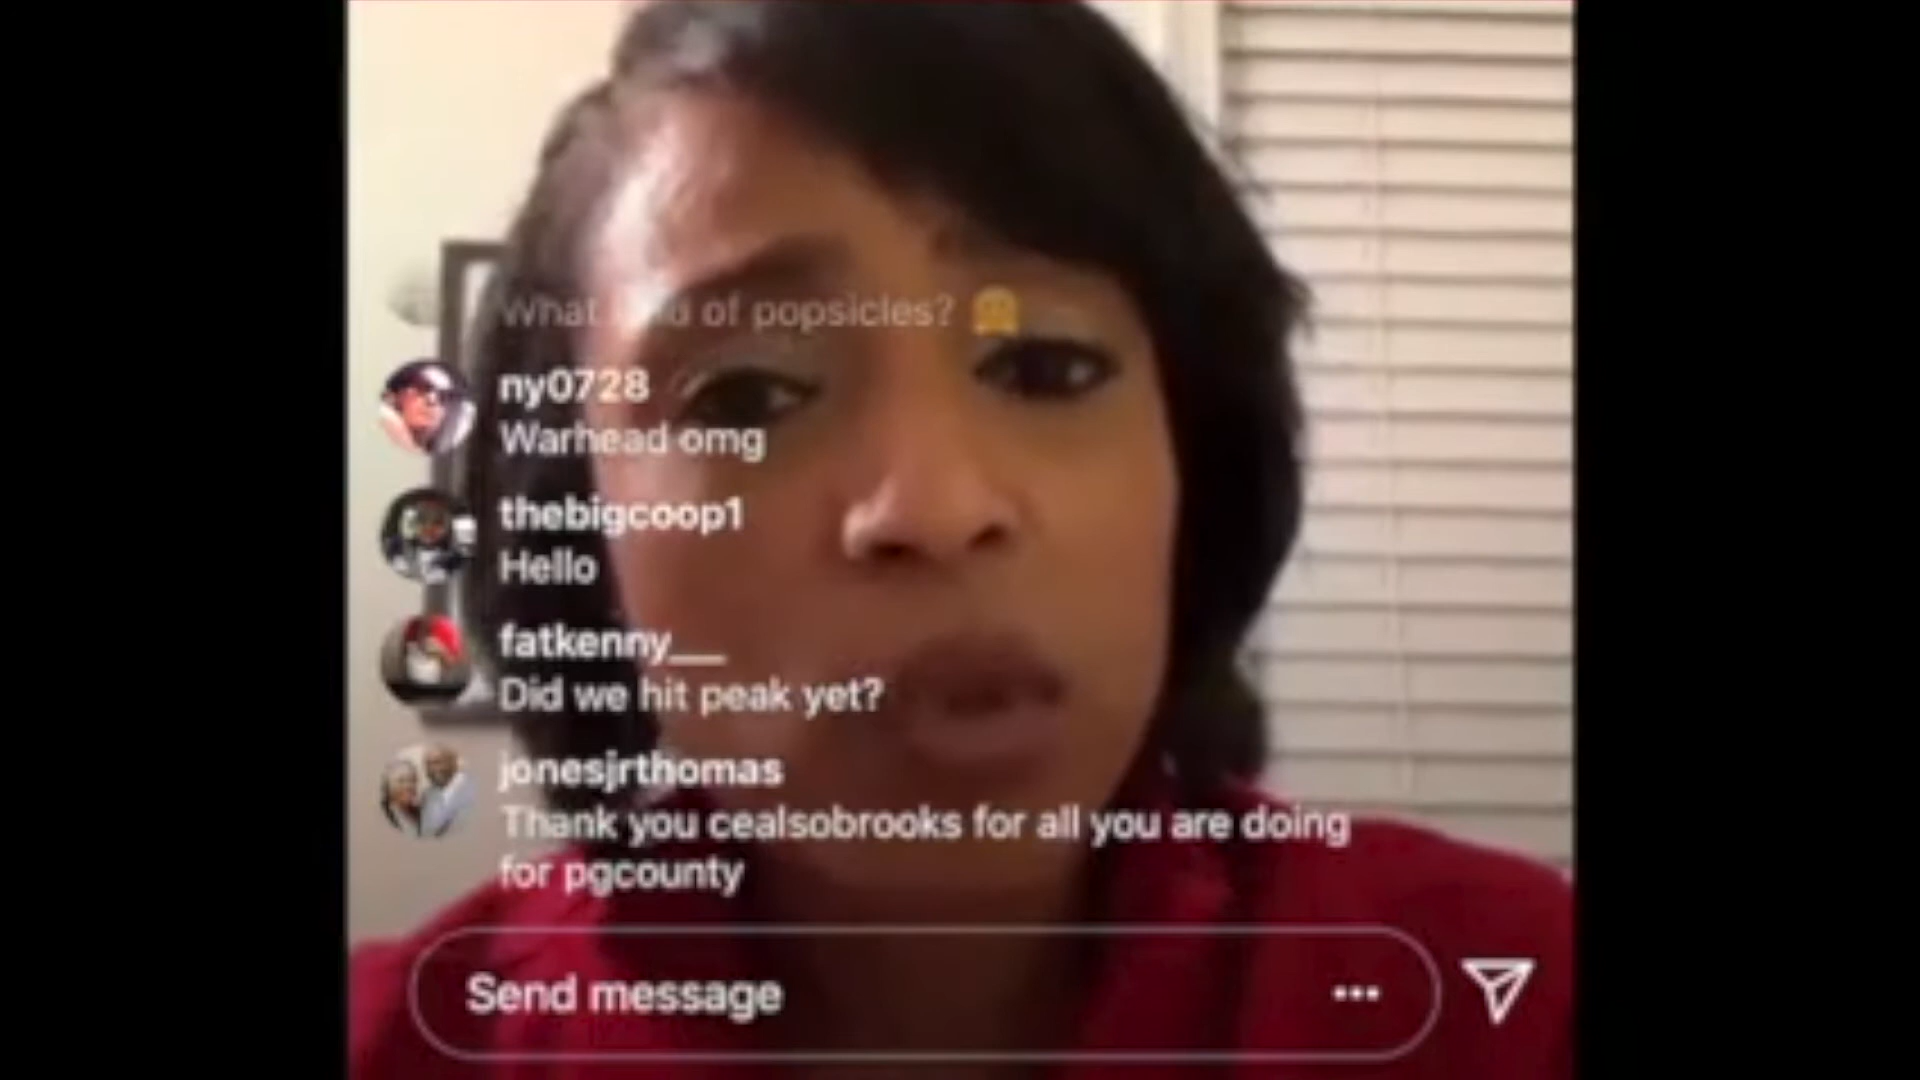 What of popsicles?
ny0728
Warhead omg
thebigcoop1
Hello
fatkenny__
Did we hit peak yet?
jonesjrthomas
Thank you cealsobrooks for all you are doing
for pgcounty
Send message